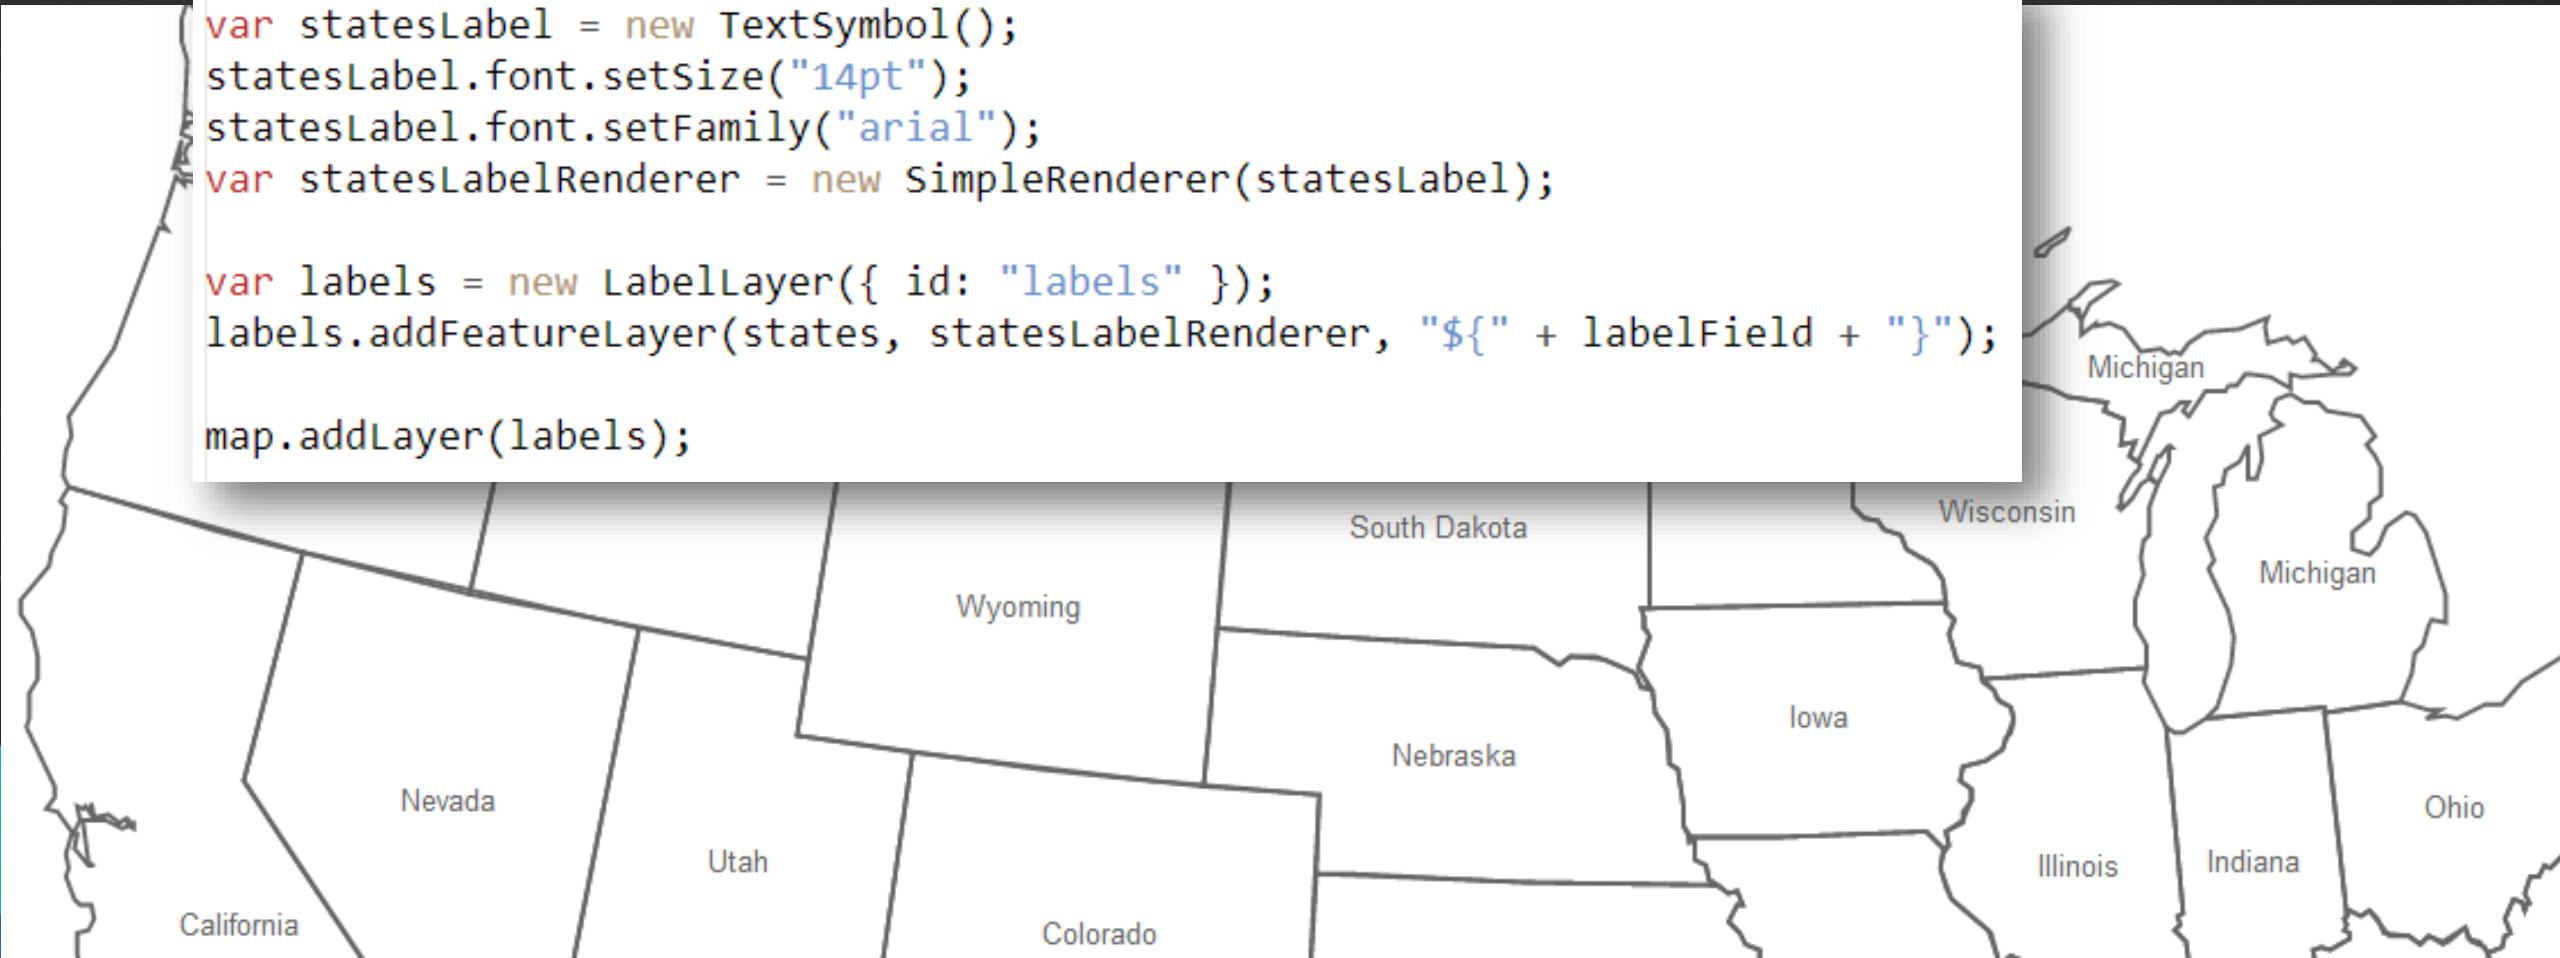 var statesLabel = new TextSymbol();
statesLabel.font.setSize("14pt");
statesLabel.font.setFamily("arial");
var statesLabelRenderer = new SimpleRenderer(statesLabel);
var labels = new LabelLayer({ id: "labels" });
labels.addFeatureLayer(states, statesLabelRenderer, "${" + labelField + "}");
map.addLayer(labels);
Michigan
Wisconsin
South Dakota
Michigan
Wyoming
Iowa
Nebraska
Nevada
Ohio
Utah
Illinois
Indiana
California
Colorado